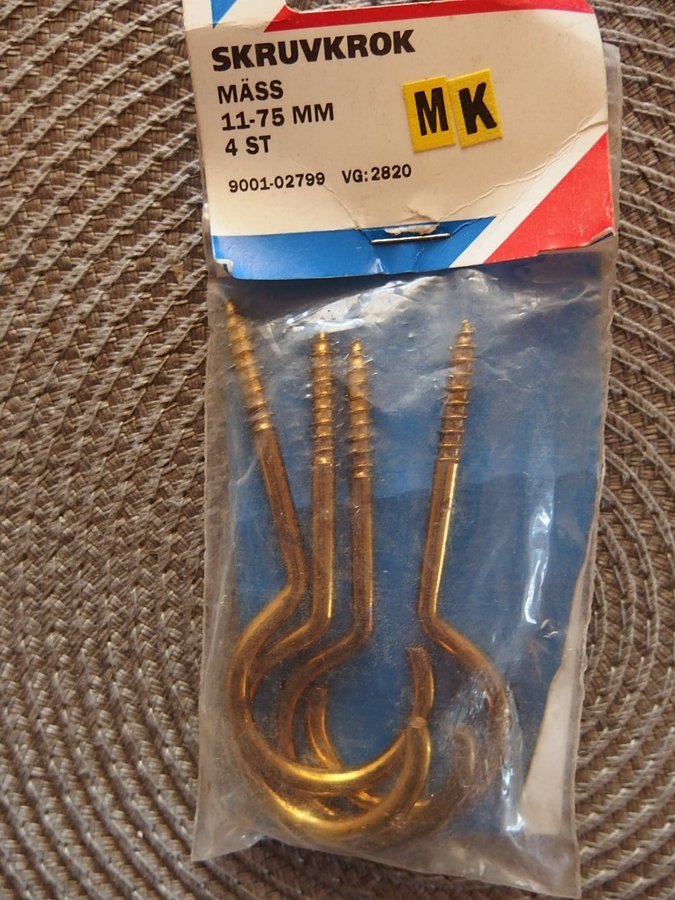 SKRUVKROK
MÄSS
11-75 MM
4 ST
MK
9001-02799 VG:2820